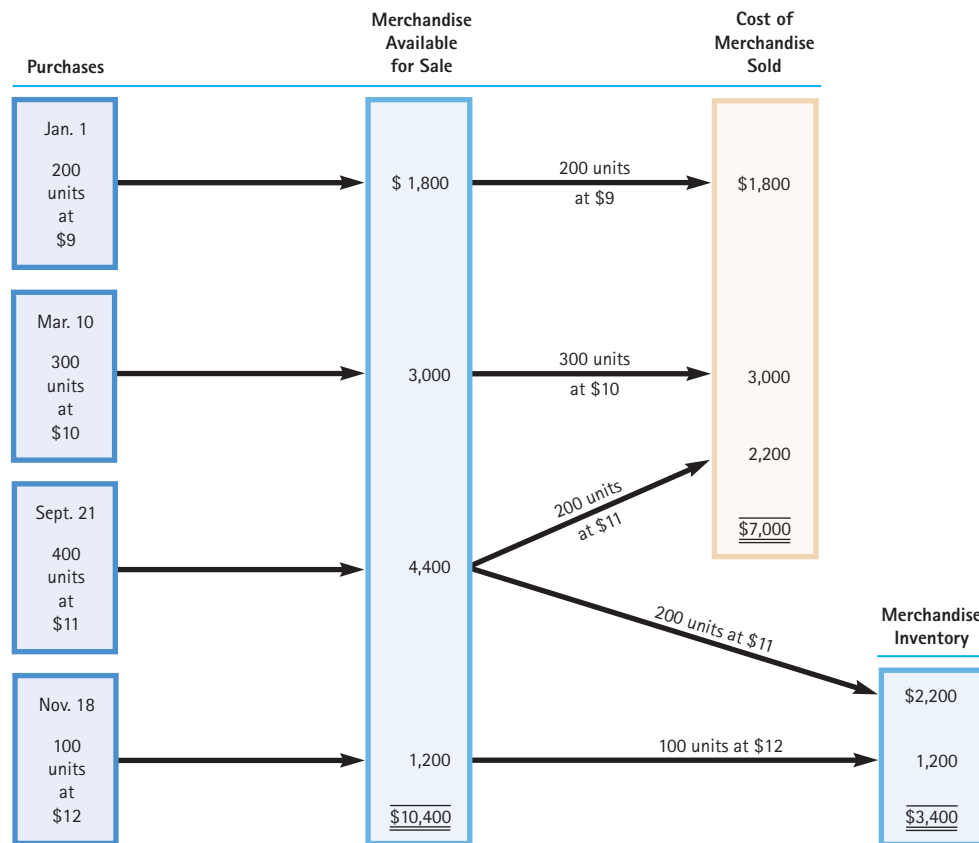 Purchases
Merchandise
Available
for Sale
Cost of
Merchandise
Sold
Jan. 1
200
units
at
$9
$ 1,800
200 units
at $9
$1,800
Mar. 10
300
units
at
$10
3,000
300 units
at $10
3,000
Sept. 21
400
units
at
$11
4,400
200 units
at $11
2,200
$7,000
200 units at $11
Merchandise
Inventory
$2,200
Nov. 18
100
units
at
$12
1,200
100 units at $12
1,200
$10,400
$3,400